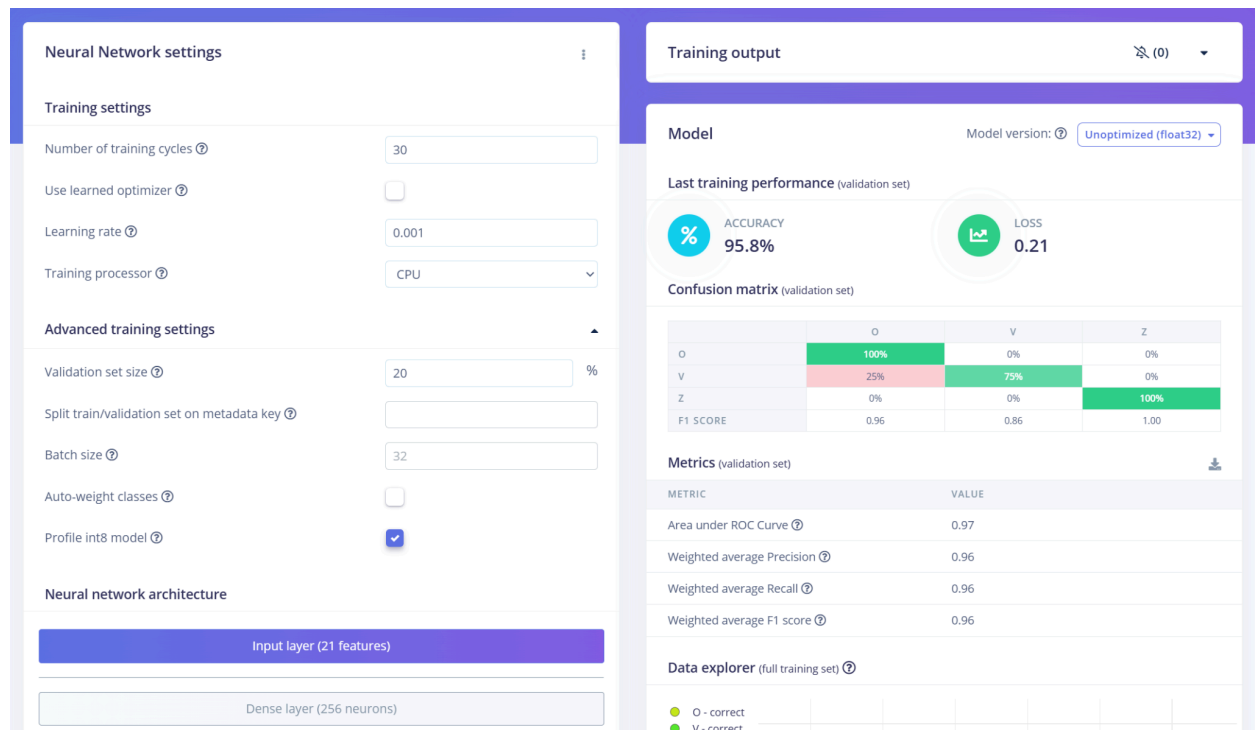 Neural Network settings
Training settings
Number of training cycles
30
Use learned optimizer
Learning rate
0.001
Training processor
CPU
Advanced training settings
Validation set size
20
%
Split train/validation set on metadata key
Batch size
32
Auto-weight classes
Profile int8 model
Neural network architecture
Input layer (21 features)
Dense layer (256 neurons)
Training output
(0)
Model
Model version:
Unoptimized (float32)
Last training performance (validation set)
%
ACCURACY
95.8%
LOSS
0.21
Confusion matrix (validation set)
O V Z
O 100% 0% 0%
V 25% 75% 0%
Z 0% 0% 100%
F1 SCORE 0.96 0.86 1.00
Metrics (validation set)
METRIC VALUE
Area under ROC Curve 0.97
Weighted average Precision 0.96
Weighted average Recall 0.96
Weighted average F1 score 0.96
Data explorer (full training set)
O - correct
V - correct